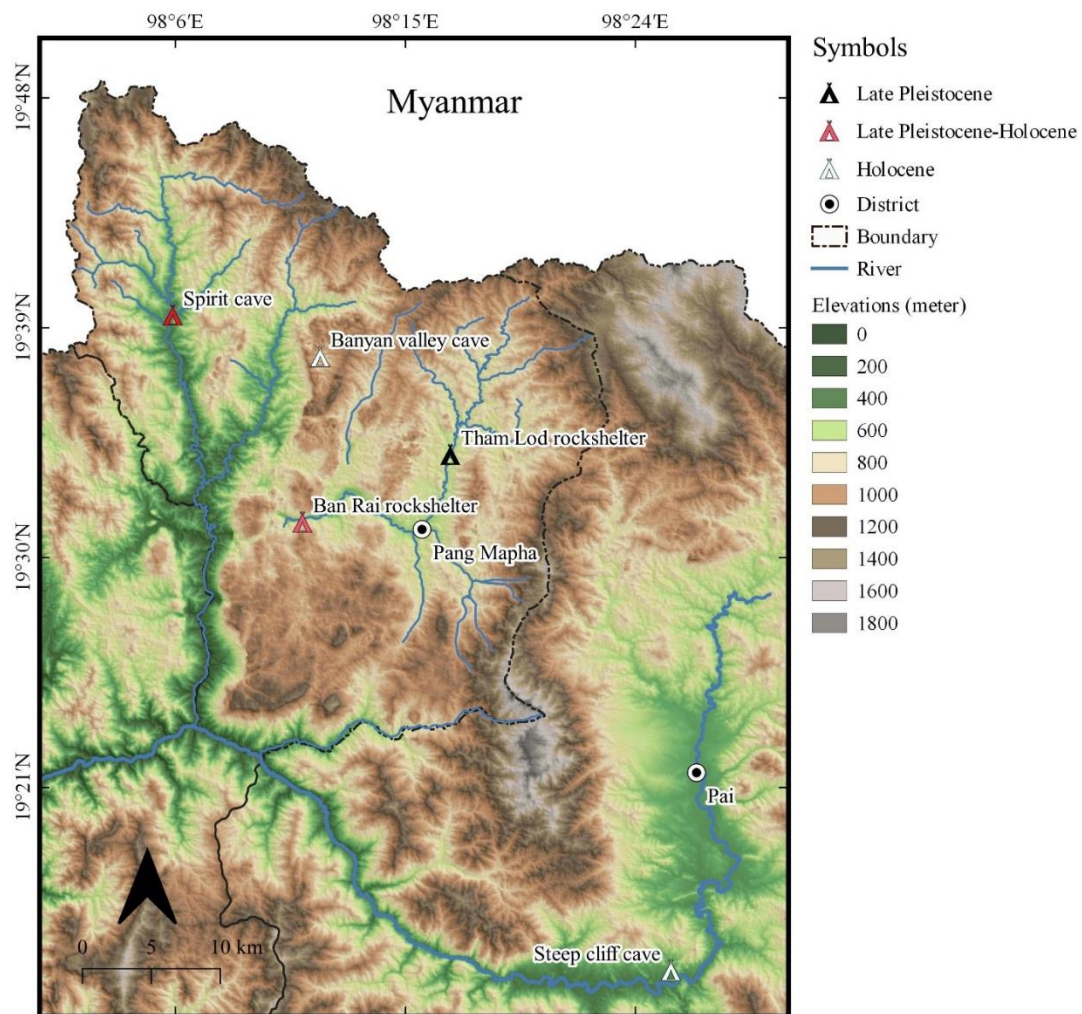 98°6'E
98°15'E
98°24'E
19°48'N
19°39'N
19°30'N
19°21'N
Myanmar
Spirit cave
Banyan valley cave
Tham Lod rockshelter
Ban Rai rockshelter
Pang Mapha
Pai
Steep cliff cave
0 5 10 km
Symbols
Late Pleistocene
Late Pleistocene-Holocene
Holocene
District
Boundary
River
Elevations (meter)
0
200
400
600
800
1000
1200
1400
1600
1800